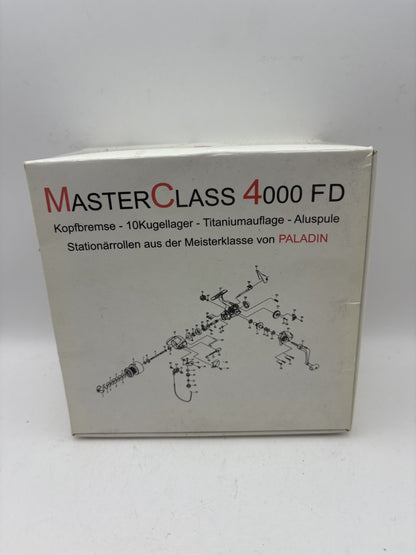 MASTERCLASS 4000 FD
Kopfbremse - 10Kugellager - Titaniumauflage - Aluspule
Stationärrollen aus der Meisterklasse von PALADIN